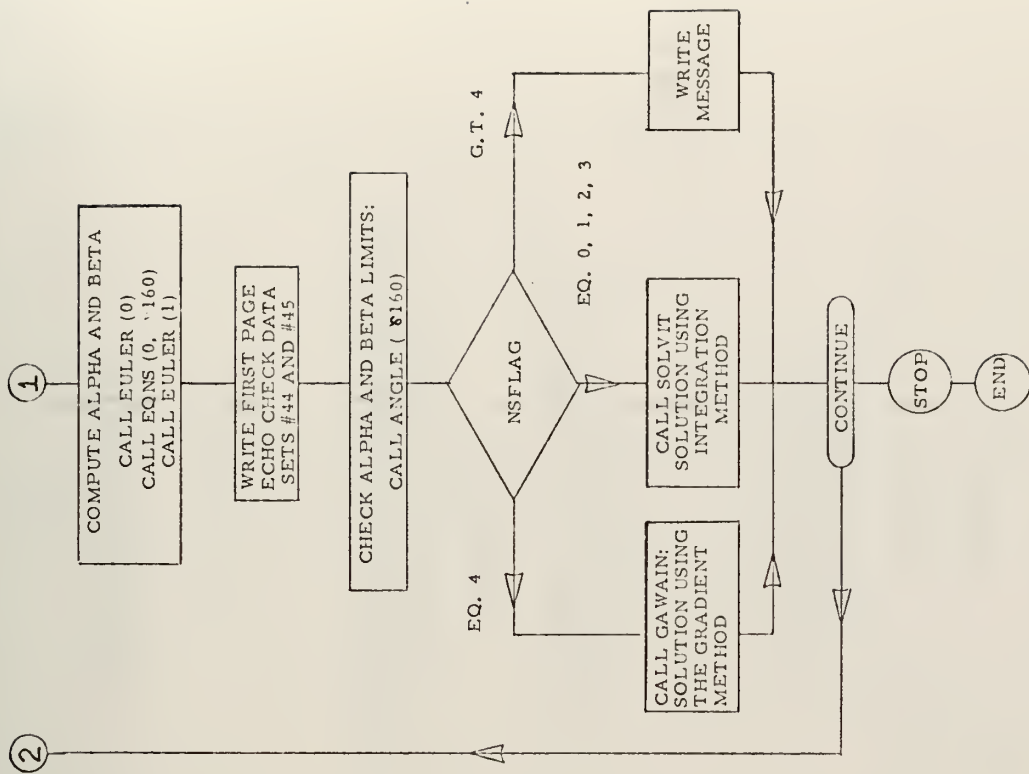 1
COMPUTE ALPHA AND BETA
CALL EULER (0)
CALL EQNS (0,
CALL EULER (1)
WRITE FIRST PAGE
ECHO CHECK DATA
SETS #44 AND #45
CHECK ALPHA AND BETA LIMITS:
CALL ANGLE (
NSFLAG
G.T. 4
EQ. 0, 1, 2, 3
EQ. 4
WRITE
MESSAGE
CALL SOLVIT
SOLUTION USING
INTEGRATION
METHOD
CALL GAWAIN:
SOLUTION USING
THE GRADIENT
METHOD
CONTINUE
STOP
END
2